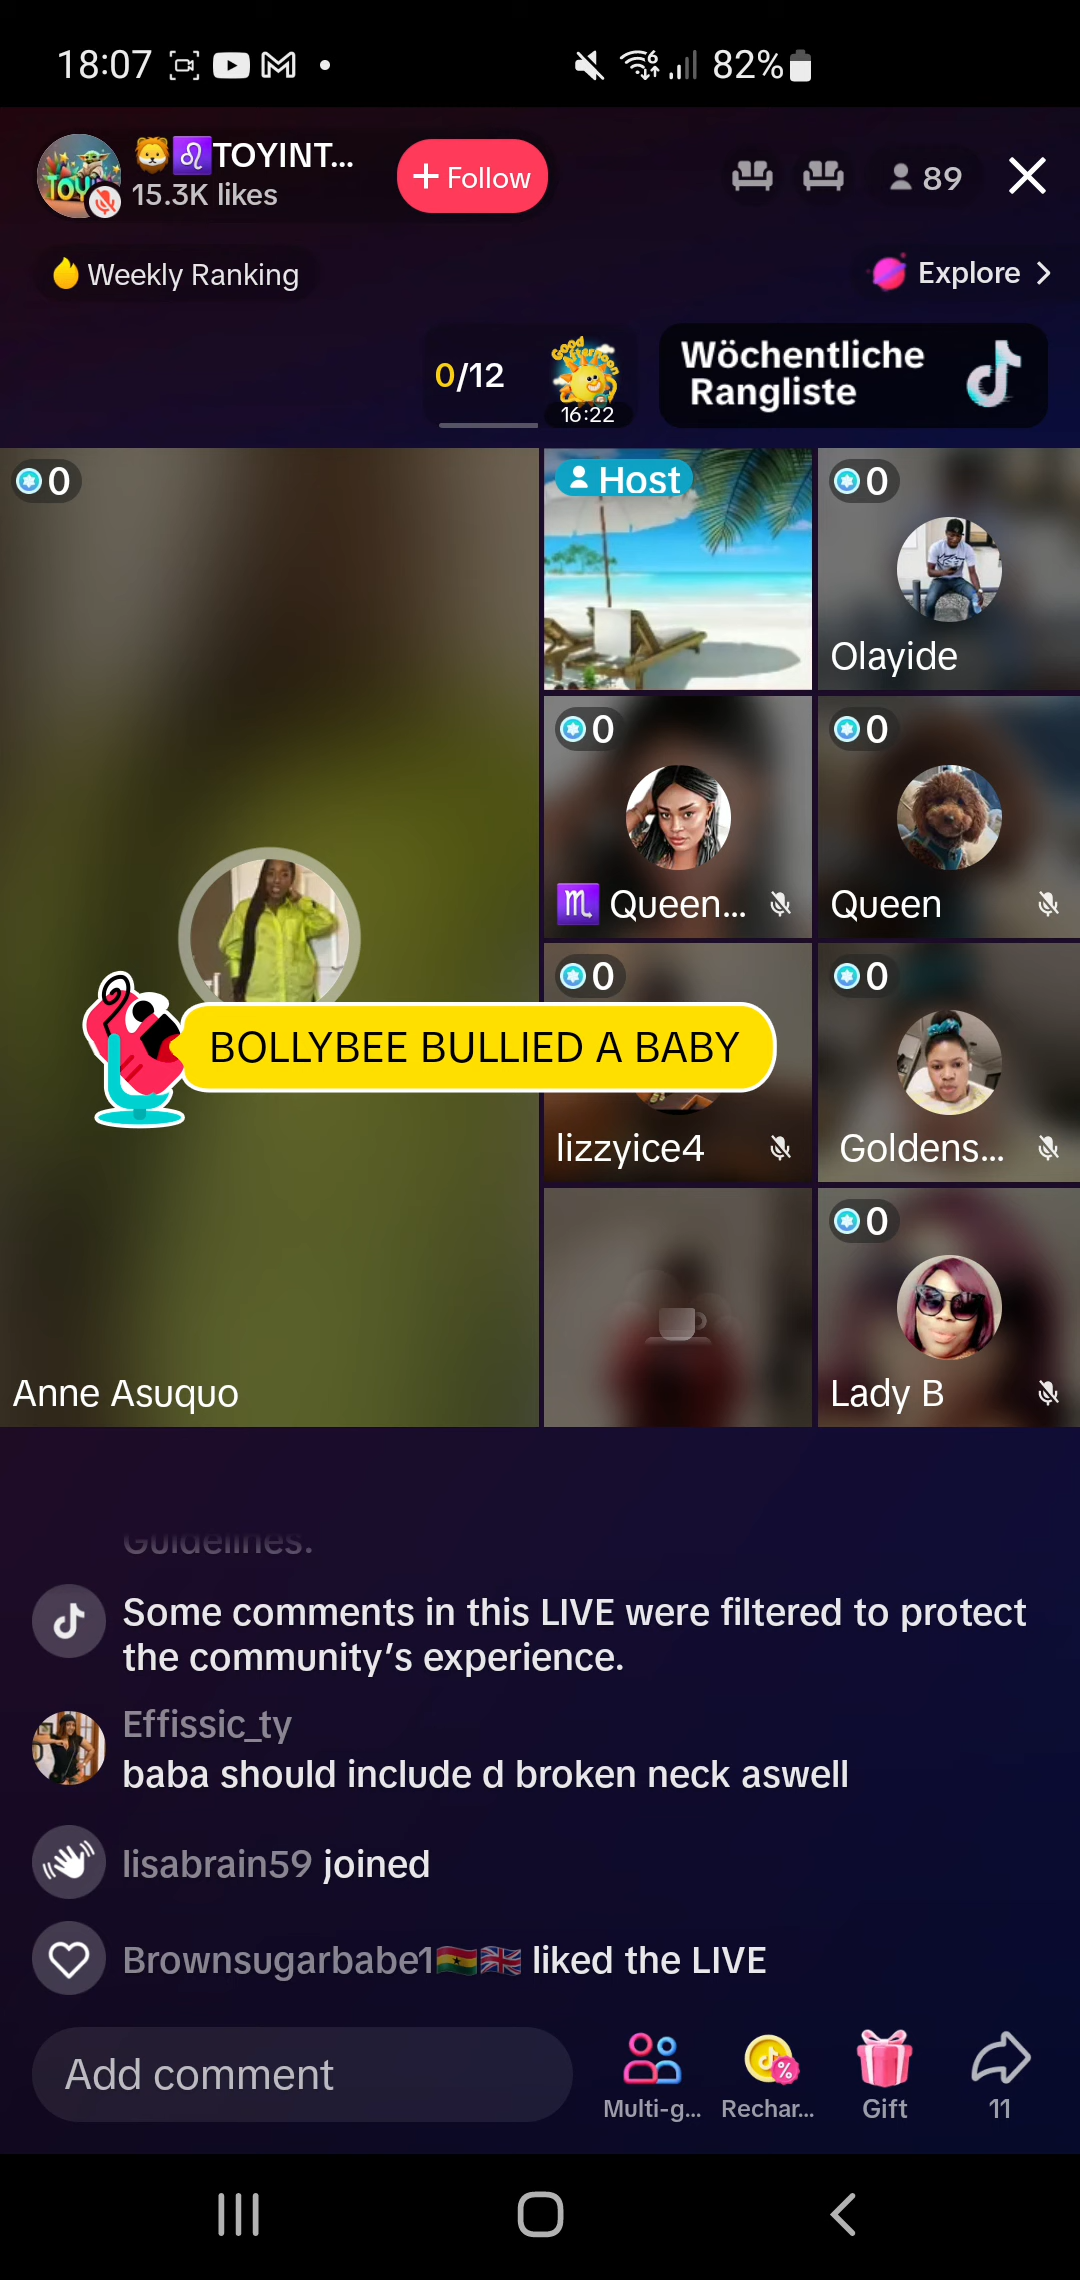 18:07
82%
🦁♌TOYINT...
15.3K likes
+ Follow
89
Weekly Ranking
Explore
0/12
Good Afternoon
16:22
Wöchentliche
Rangliste
0
Host
0
Olayide
0
♏ Queen...
0
Queen
BOLLYBEE BULLIED A BABY
0
lizzyice4
0
Goldens...
0
Lady B
Anne Asuquo
Guidelines.
Some comments in this LIVE were filtered to protect
the community's experience.
Effissic_ty
baba should include d broken neck aswell
lisabrain59 joined
Brownsugarbabe1🇬🇭🇬🇧 liked the LIVE
Add comment
Multi-g...
Rechar...
Gift
11